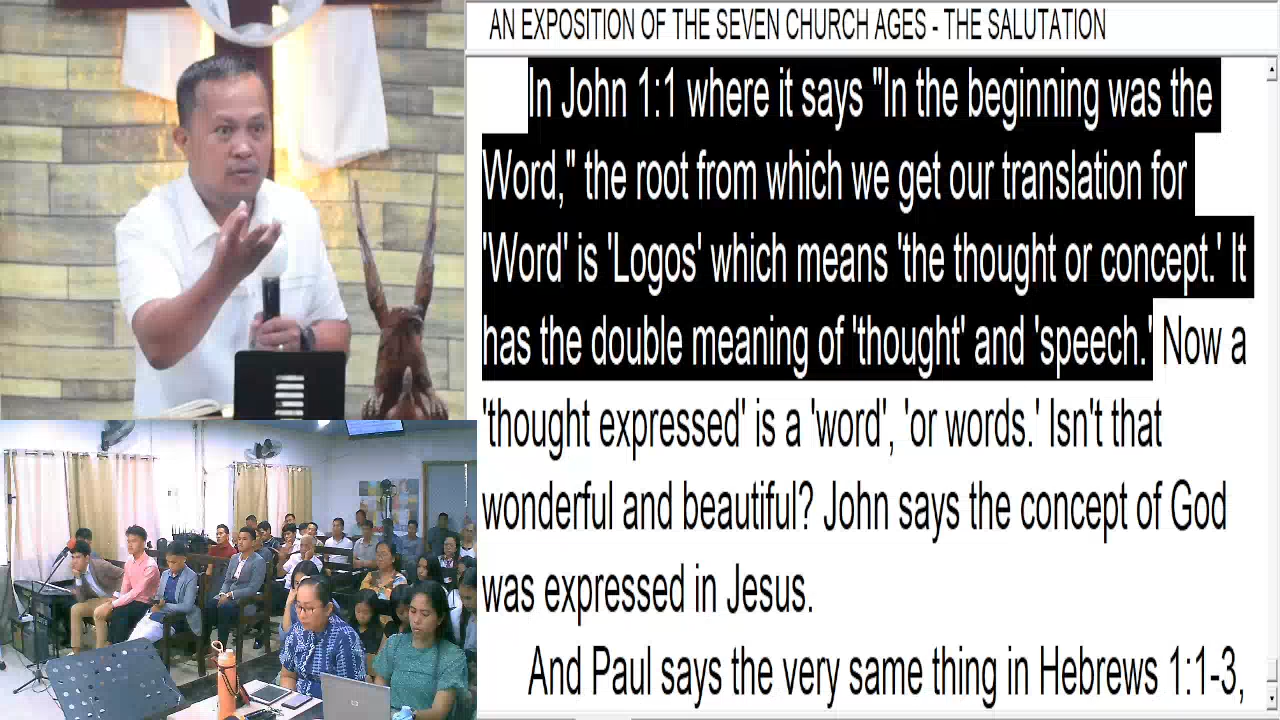 AN EXPOSITION OF THE SEVEN CHURCH AGES - THE SALUTATION
In John 1:1 where it says "In the beginning was the
Word," the root from which we get our translation for
'Word' is 'Logos' which means 'the thought or concept.' It
has the double meaning of 'thought' and 'speech.' Now a
'thought expressed' is a 'word', 'or words.' Isn't that
wonderful and beautiful? John says the concept of God
was expressed in Jesus.
And Paul says the very same thing in Hebrews 1:1-3,